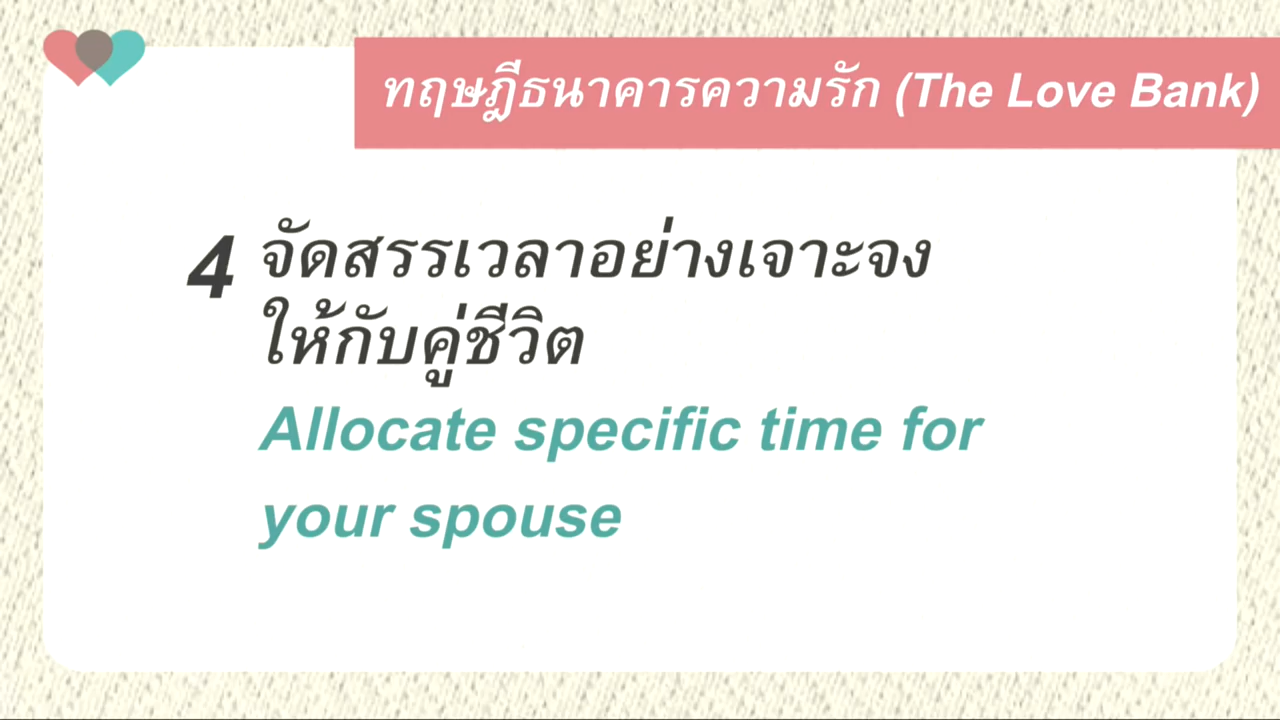 ทฤษฎีธนาคารความรัก (The Love Bank)
4 จัดสรรเวลาอย่างเจาะจง
ให้กับคู่ชีวิต
Allocate specific time for
your spouse